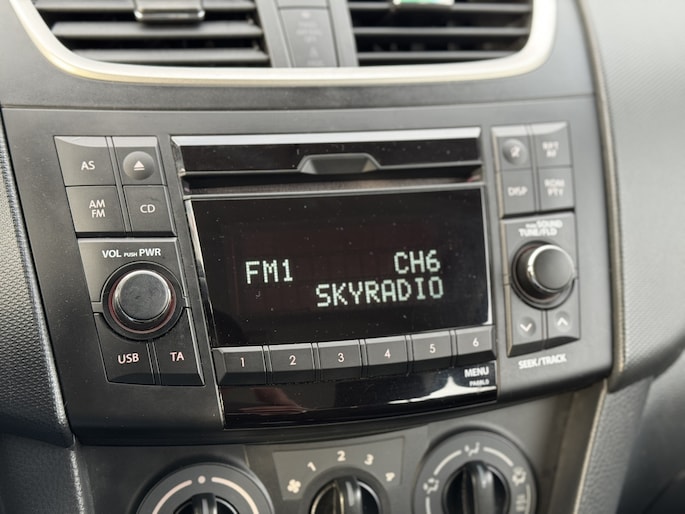 AS
AM
FM
CD
RPT
AF
DISP
RDM
PTY
VOL PUSH PWR
PUSH SOUND
TUNE/FLD
FM1 CH6
SKYRADIO
USB
TA
1 2 3 4 5 6
SEEK/TRACK
MENU
1 2 3